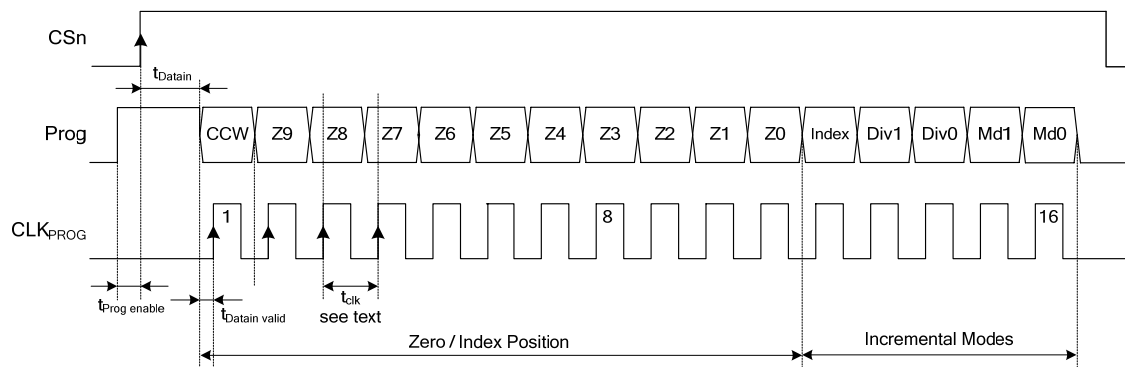 CSn
tDatain
Prog CCW Z9 Z8 Z7 Z6 Z5 Z4 Z3 Z2 Z1 Z0 Index Div1 Div0 Md1 Md0
CLKPROG 1 8 16
tProg enable
tDatain valid
tclk
see text
Zero / Index Position
Incremental Modes